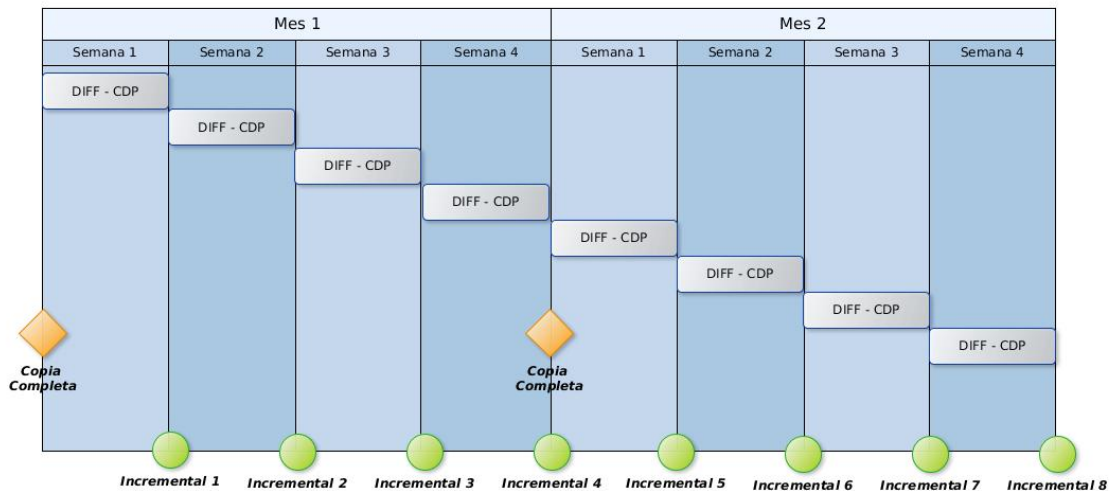 Mes 1
Mes 2
Semana 1
Semana 2
Semana 3
Semana 4
Semana 1
Semana 2
Semana 3
Semana 4
DIFF - CDP
DIFF - CDP
DIFF - CDP
DIFF - CDP
DIFF - CDP
DIFF - CDP
DIFF - CDP
DIFF - CDP
Copia
Completa
Copia
Completa
Incremental 1
Incremental 2
Incremental 3
Incremental 4
Incremental 5
Incremental 6
Incremental 7
Incremental 8